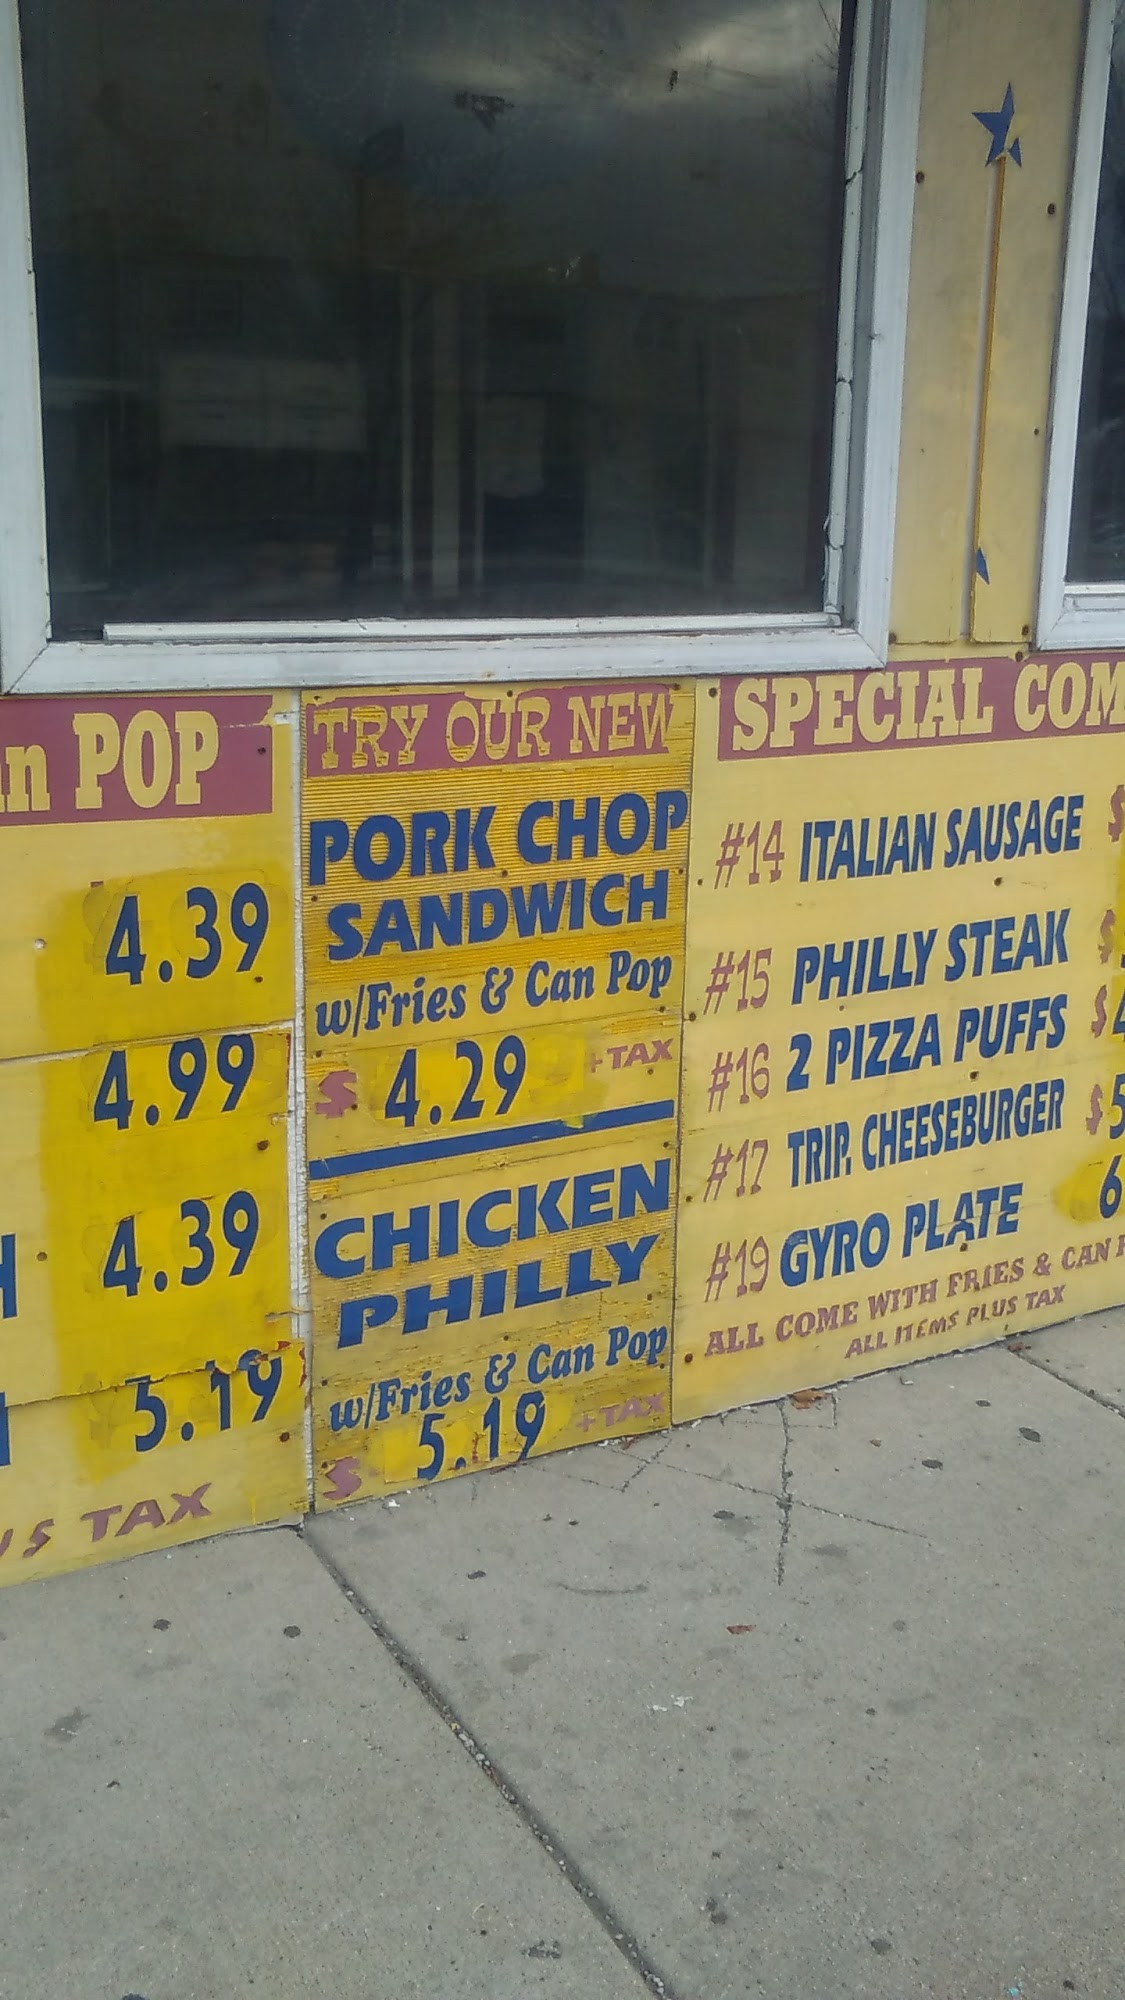 n POP
4.39
4.99
4.39
5.19
TAX
TRY OUR NEW
PORK CHOP
SANDWICH
w/Fries & Can Pop
$ 4.29 +TAX
CHICKEN
PHILLY
w/Fries & Can Pop
$ 5.19 +TAX
SPECIAL COM
#14 ITALIAN SAUSAGE $
#15 PHILLY STEAK $
#16 2 PIZZA PUFFS $4
#17 TRIP. CHEESEBURGER $5
#19 GYRO PLATE 6
ALL COME WITH FRIES & CAN
ALL ITEMS PLUS TAX